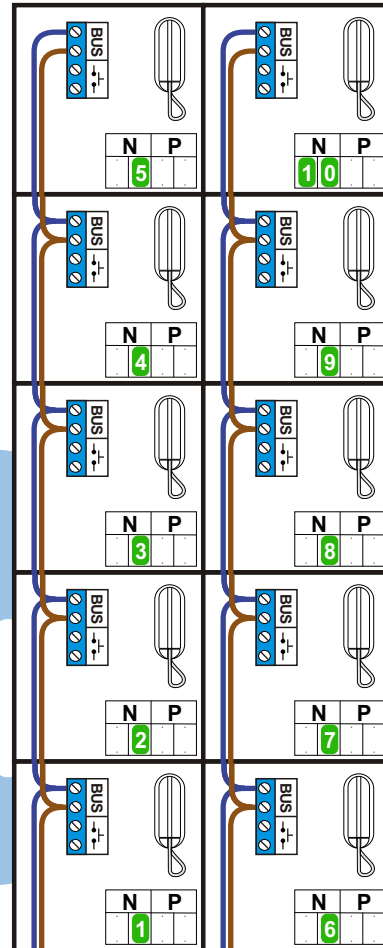 BUS BUS
N P N P
5 10
BUS BUS
N P N P
4 9
BUS BUS
N P N P
3 8
BUS BUS
N P N P
2 7
BUS BUS
N P N P
1 6